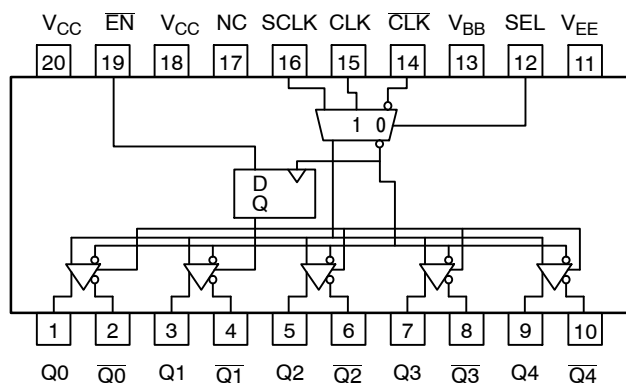 VCC EN VCC NC SCLK CLK CLK VBB SEL VEE
20 19 18 17 16 15 14 13 12 11
1 0
D
Q
1 2 3 4 5 6 7 8 9 10
Q0 Q0 Q1 Q1 Q2 Q2 Q3 Q3 Q4 Q4